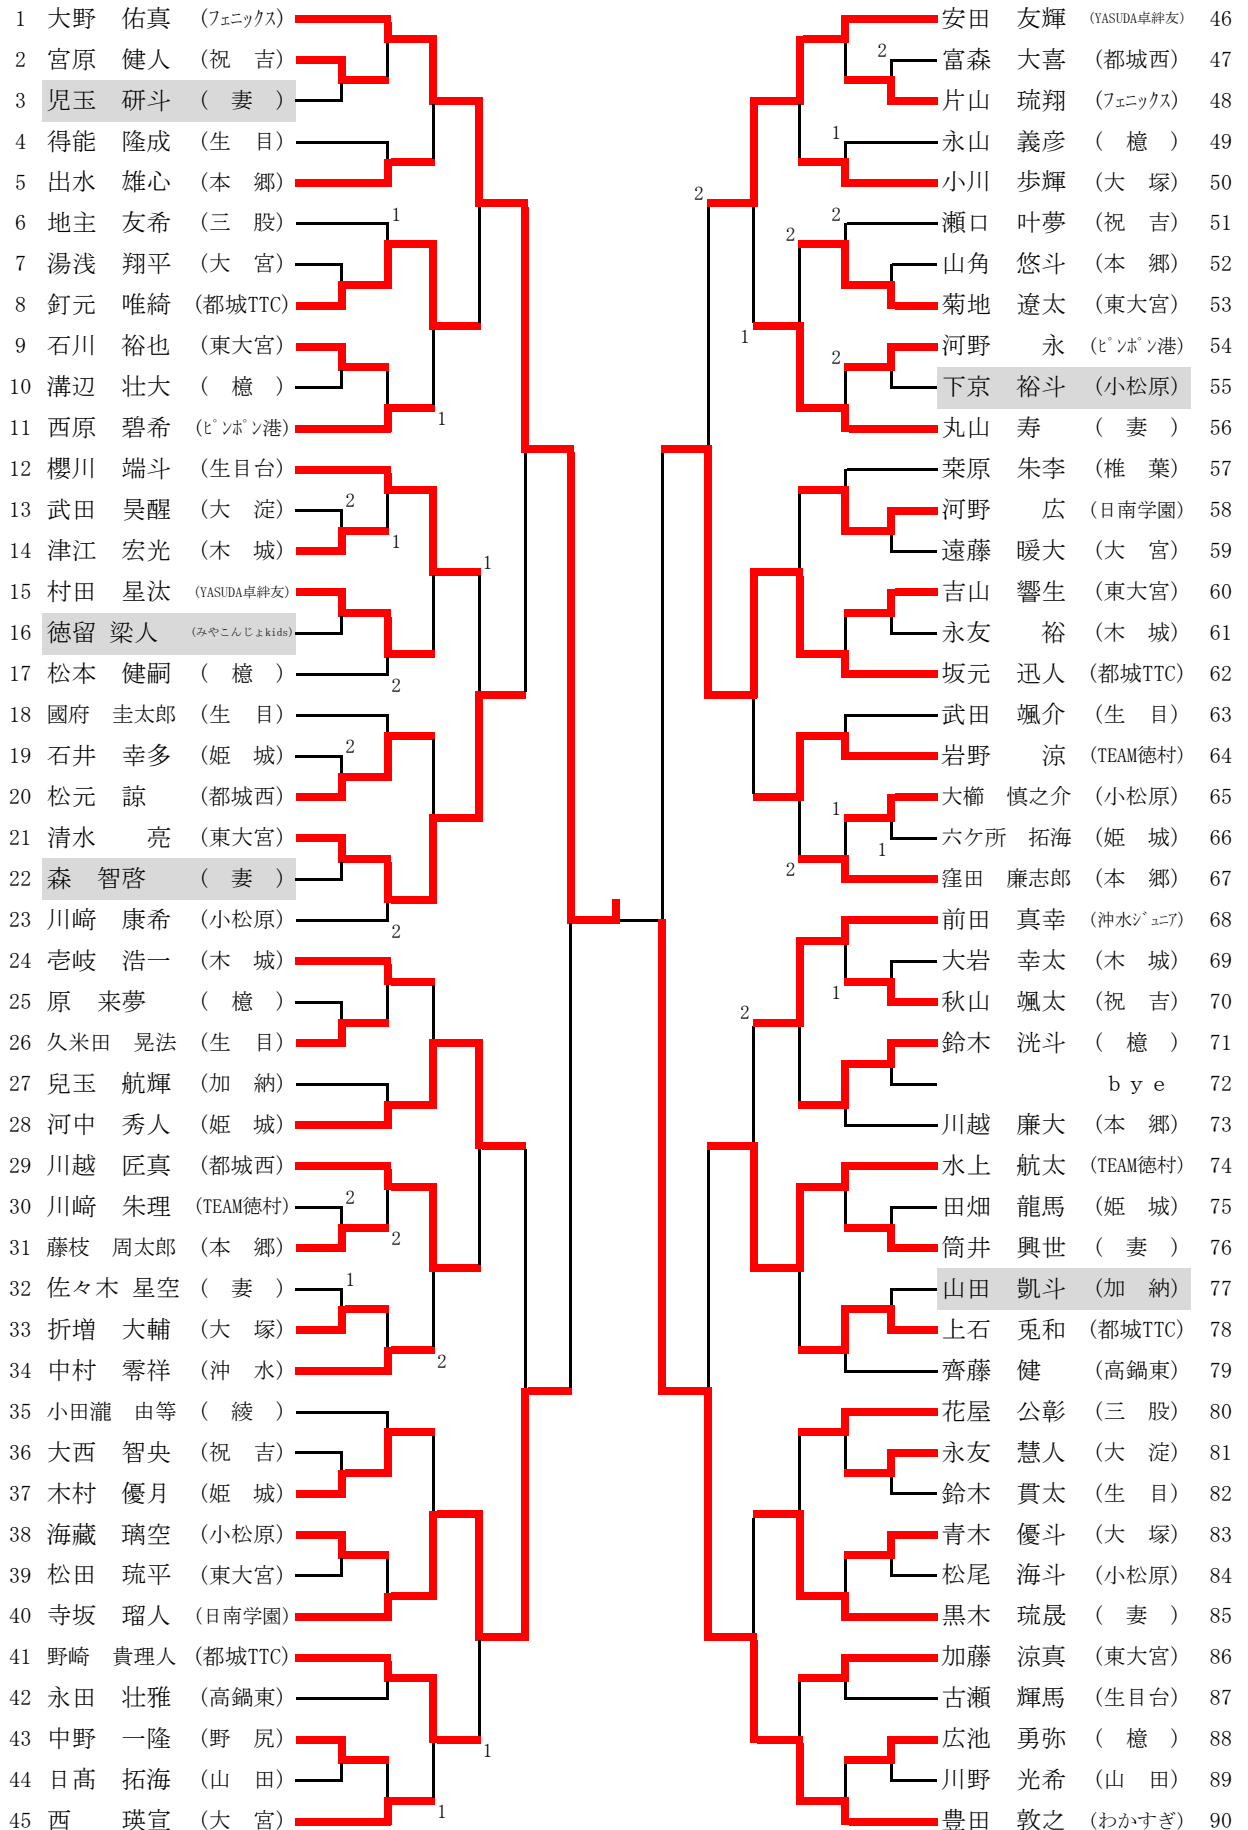 1 大野 佑真 (フェニックス)
2 宮原 健人 (祝 吉)
3 児玉 研斗 ( 妻 )
4 得能 隆成 (生 目)
5 出水 雄心 (本 郷)
6 地主 友希 (三 股) 1
7 湯浅 翔平 (大 宮)
8 釘元 唯綺 (都城TTC)
9 石川 裕也 (東大宮)
10 溝辺 壮大 ( 檍 )
11 西原 碧希 (ピンポン港) 1
12 櫻川 端斗 (生目台)
13 武田 昊醒 (大 淀) 2
14 津江 宏光 (木 城) 1 1
15 村田 星汰 (YASUDA卓絆友)
16 徳留 梁人 (みやこんじょkids)
17 松本 健嗣 ( 檍 ) 2
18 國府 圭太郎 (生 目)
19 石井 幸多 (姫 城) 2
20 松元 諒 (都城西)
21 清水 亮 (東大宮)
22 森 智啓 ( 妻 )
23 川﨑 康希 (小松原) 2
24 壱岐 浩一 (木 城)
25 原 来夢 ( 檍 )
26 久米田 晃法 (生 目)
27 兒玉 航輝 (加 納)
28 河中 秀人 (姫 城)
29 川越 匠真 (都城西)
30 川﨑 朱理 (TEAM徳村) 2
31 藤枝 周太郎 (本 郷) 2
32 佐々木 星空 ( 妻 ) 1
33 折増 大輔 (大 塚)
34 中村 零祥 (沖 水) 2
35 小田瀧 由等 ( 綾 )
36 大西 智央 (祝 吉)
37 木村 優月 (姫 城)
38 海藏 璃空 (小松原)
39 松田 琉平 (東大宮)
40 寺坂 瑠人 (日南学園)
41 野崎 貴理人 (都城TTC)
42 永田 壮雅 (高鍋東)
43 中野 一隆 (野 尻) 1
44 日髙 拓海 (山 田)
45 西 瑛宣 (大 宮) 1
安田 友輝 (YASUDA卓絆友) 46
2 富森 大喜 (都城西) 47
片山 琉翔 (フェニックス) 48
1 永山 義彦 ( 檍 ) 49
2 小川 歩輝 (大 塚) 50
2 2 瀬口 叶夢 (祝 吉) 51
山角 悠斗 (本 郷) 52
菊地 遼太 (東大宮) 53
1 2 河野 永 (ピンポン港) 54
下京 裕斗 (小松原) 55
丸山 寿 ( 妻 ) 56
桒原 朱李 (椎 葉) 57
河野 広 (日南学園) 58
遠藤 暖大 (大 宮) 59
吉山 響生 (東大宮) 60
永友 裕 (木 城) 61
坂元 迅人 (都城TTC) 62
武田 颯介 (生 目) 63
岩野 涼 (TEAM徳村) 64
1 大櫛 慎之介 (小松原) 65
1 六ケ所 拓海 (姫 城) 66
2 窪田 廉志郎 (本 郷) 67
前田 真幸 (沖水ジュニア) 68
大岩 幸太 (木 城) 69
2 1 秋山 颯太 (祝 吉) 70
鈴木 洸斗 ( 檍 ) 71
bye 72
川越 廉大 (本 郷) 73
水上 航太 (TEAM徳村) 74
田畑 龍馬 (姫 城) 75
筒井 興世 ( 妻 ) 76
山田 凱斗 (加 納) 77
上石 兎和 (都城TTC) 78
齊藤 健 (高鍋東) 79
花屋 公彰 (三 股) 80
永友 慧人 (大 淀) 81
鈴木 貫太 (生 目) 82
青木 優斗 (大 塚) 83
松尾 海斗 (小松原) 84
黒木 琉晟 ( 妻 ) 85
加藤 涼真 (東大宮) 86
古瀬 輝馬 (生目台) 87
広池 勇弥 ( 檍 ) 88
川野 光希 (山 田) 89
豊田 敦之 (わかすぎ) 90